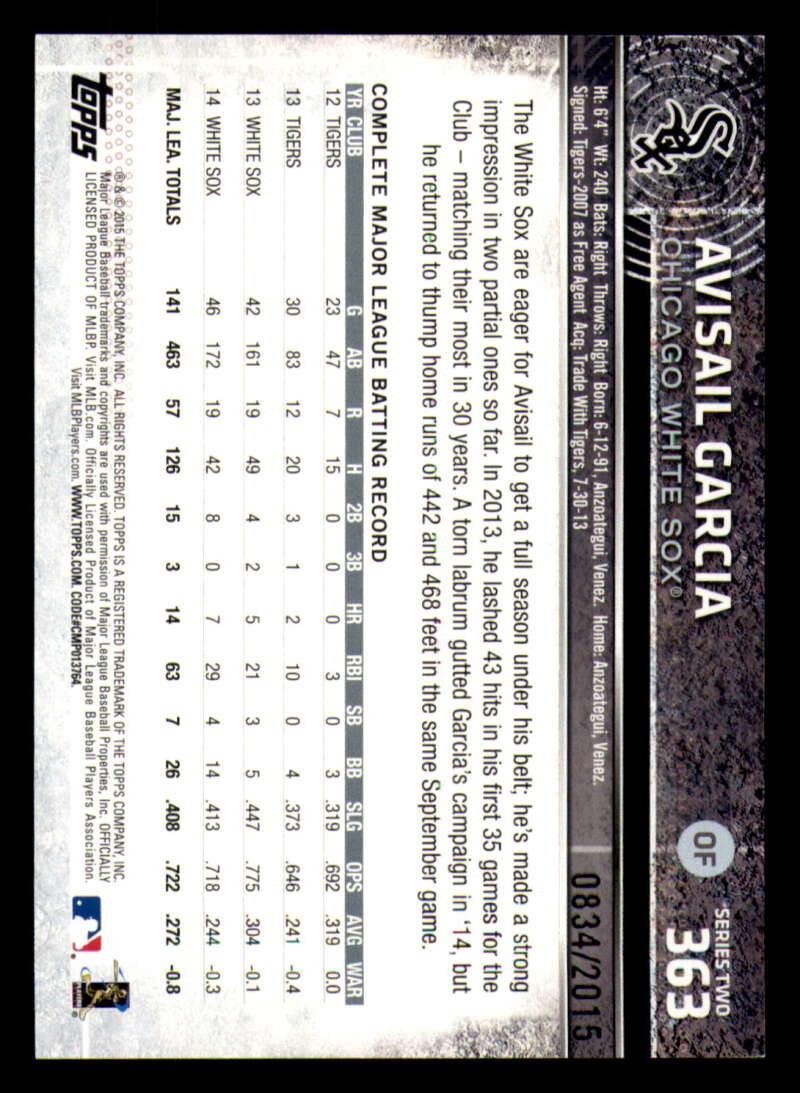 AVISAIL GARCIA
CHICAGO WHITE SOX®
OF
SERIES TWO
363
Sox
Ht: 6'4" Wt: 240 Bats: Right Throws: Right Born: 6-12-91, Anzoategui, Venez. Home: Anzoategui, Venez.
Signed: Tigers-2007 as Free Agent Acq: Trade With Tigers, 7-30-13
0834/2015
The White Sox are eager for Avisail to get a full season under his belt; he's made a strong
impression in two partial ones so far. In 2013, he lashed 43 hits in his first 35 games for the
Club – matching their most in 30 years. A torn labrum gutted Garcia's campaign in '14, but
he returned to thump home runs of 442 and 468 feet in the same September game.
COMPLETE MAJOR LEAGUE BATTING RECORD
YR CLUB G AB R H 2B 3B HR RBI SB BB SLG OPS AVG WAR
12 TIGERS 23 47 7 15 0 0 0 3 0 3 .319 .692 .319 0.0
13 TIGERS 30 83 12 20 3 1 2 10 0 4 .373 .646 .241 -0.4
13 WHITE SOX 42 161 19 49 4 2 5 21 3 5 .447 .775 .304 -0.1
14 WHITE SOX 46 172 19 42 8 0 7 29 4 14 .413 .718 .244 -0.3
MAJ. LEA. TOTALS 141 463 57 126 15 3 14 63 7 26 .408 .722 .272 -0.8
topps
® & © 2015 THE TOPPS COMPANY, INC. ALL RIGHTS RESERVED. TOPPS IS A REGISTERED TRADEMARK OF THE TOPPS COMPANY, INC.
Major League Baseball trademarks and copyrights are used with permission of Major League Baseball Properties, Inc. OFFICIALLY
LICENSED PRODUCT OF MLBP. Visit MLB.com. Officially Licensed Product of Major League Baseball Players Association.
Visit MLBPlayers.com. WWW.TOPPS.COM. CODE#CMP013764.